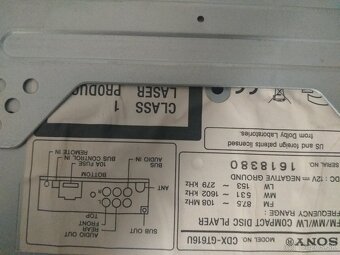 SONY
MODEL NO. CDX-GT616U
FM/MW/LW COMPACT DISC PLAYER
FREQUENCY RANGE:
FM 87.5 ~ 108 MHz
MW 531 ~ 1602 kHz
LW 153 ~ 279 kHz
DC: 12V NEGATIVE GROUND
SERIAL NO. 1618380
US and foreign patents licensed
from Dolby Laboratories.
SUB OUT
AUDIO OUT
REAR
FRONT
TOP
ANT
BOTTOM
BUS AUDIO IN
10A FUSE
BUS CONTROL IN
REMOTE IN
CLASS 1
LASER
PRODUC